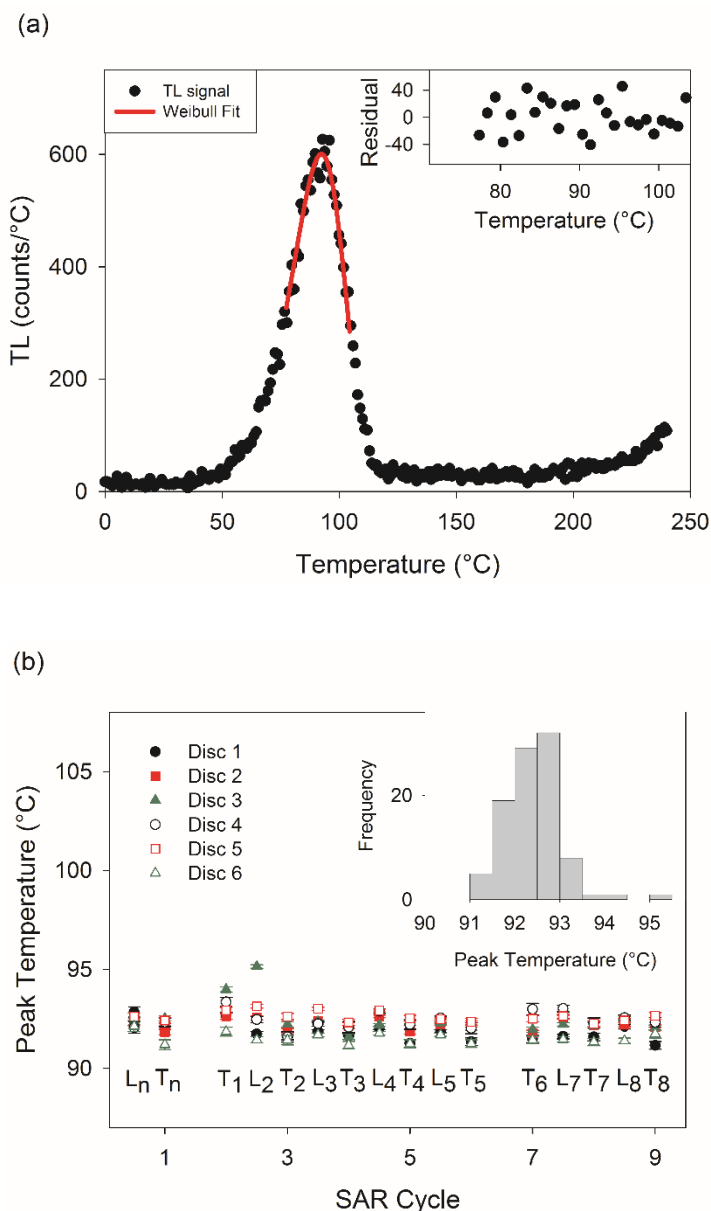 (a)
TL signal
Weibull Fit
Residual
40
0
-40
80 90 100
Temperature (°C)
TL (counts/°C)
600
400
200
0
0 50 100 150 200 250
Temperature (°C)
(b)
Peak Temperature (°C)
105
100
95
90
Disc 1
Disc 2
Disc 3
Disc 4
Disc 5
Disc 6
Frequency
20
0
90 91 92 93 94 95
Peak Temperature (°C)
Ln Tn T1 L2 T2 L3 T3 L4 T4 L5 T5 T6 L7 T7 L8 T8
1 3 5 7 9
SAR Cycle